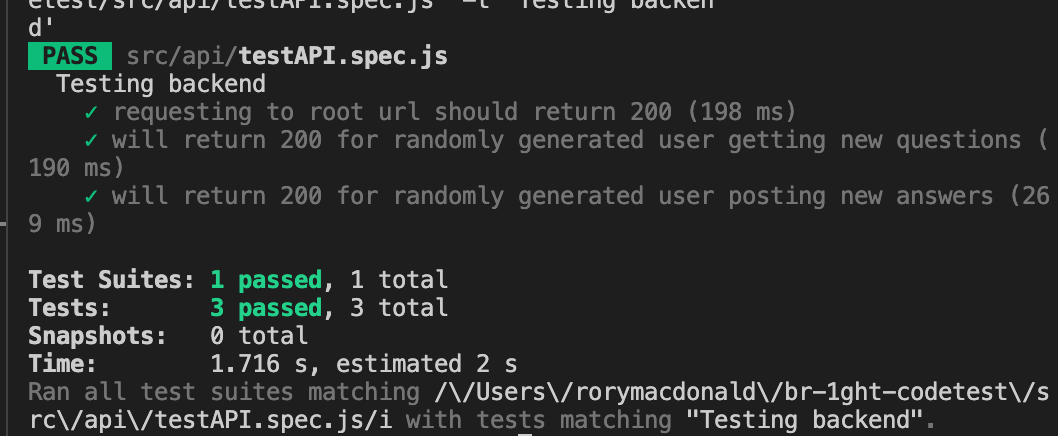 etest/src/api/testAPI.spec.js' -t 'Testing backen
d'
PASS src/api/testAPI.spec.js
Testing backend
✓ requesting to root url should return 200 (198 ms)
✓ will return 200 for randomly generated user getting new questions (
190 ms)
✓ will return 200 for randomly generated user posting new answers (26
9 ms)
Test Suites: 1 passed, 1 total
Tests: 3 passed, 3 total
Snapshots: 0 total
Time: 1.716 s, estimated 2 s
Ran all test suites matching /\/Users\/rorymacdonald\/br-1ght-codetest\/s
rc\/api\/testAPI.spec.js/i with tests matching "Testing backend".